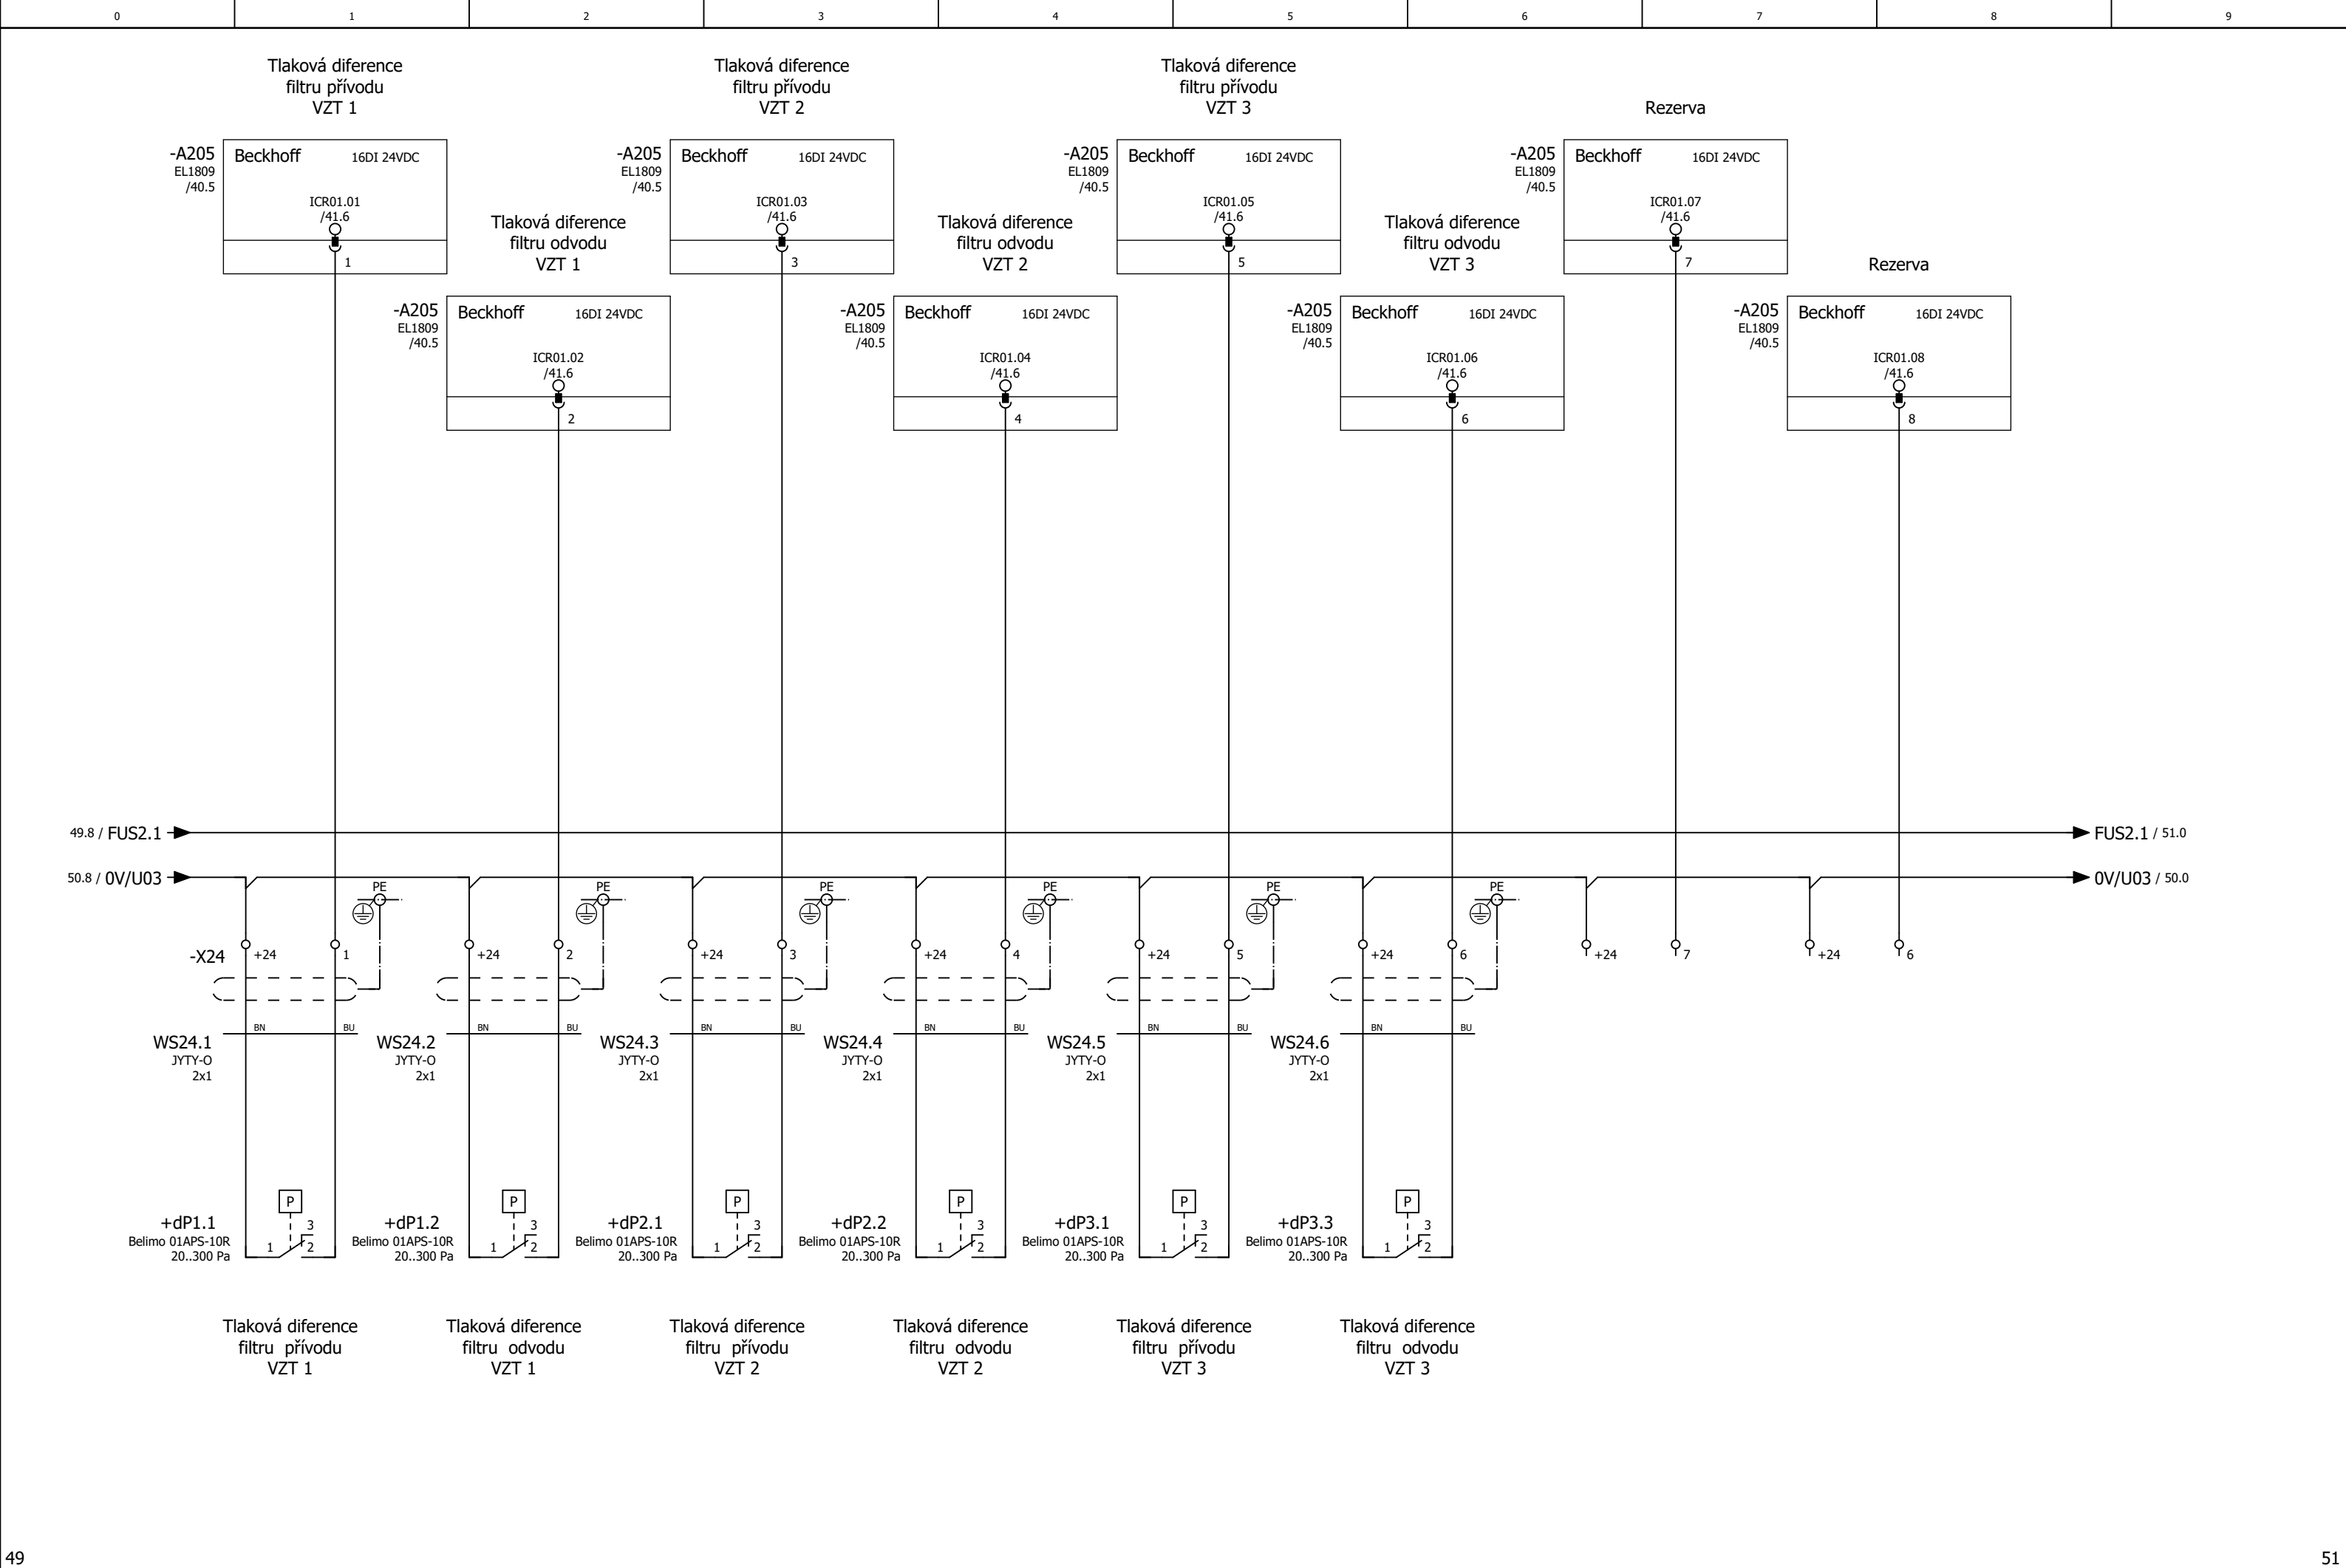 0
1
2
3
4
5
6
7
8
9
Tlaková diference
filtru přívodu
VZT 1
Tlaková diference
filtru přívodu
VZT 2
Tlaková diference
filtru přívodu
VZT 3
Rezerva
-A205
EL1809
/40.5
Beckhoff
16DI 24VDC
ICR01.01
/41.6
1
-A205
EL1809
/40.5
Beckhoff
16DI 24VDC
ICR01.03
/41.6
3
-A205
EL1809
/40.5
Beckhoff
16DI 24VDC
ICR01.05
/41.6
5
-A205
EL1809
/40.5
Beckhoff
16DI 24VDC
ICR01.07
/41.6
7
Tlaková diference
filtru odvodu
VZT 1
Tlaková diference
filtru odvodu
VZT 2
Tlaková diference
filtru odvodu
VZT 3
Rezerva
-A205
EL1809
/40.5
Beckhoff
16DI 24VDC
ICR01.02
/41.6
2
-A205
EL1809
/40.5
Beckhoff
16DI 24VDC
ICR01.04
/41.6
4
-A205
EL1809
/40.5
Beckhoff
16DI 24VDC
ICR01.06
/41.6
6
-A205
EL1809
/40.5
Beckhoff
16DI 24VDC
ICR01.08
/41.6
8
49.8 / FUS2.1
FUS2.1 / 51.0
50.8 / 0V/U03
0V/U03 / 50.0
PE
PE
PE
PE
PE
PE
-X24
+24
1
+24
2
+24
3
+24
4
+24
5
+24
6
+24
7
+24
6
BN
BU
BN
BU
BN
BU
BN
BU
BN
BU
BN
BU
WS24.1
JYTY-O
2x1
WS24.2
JYTY-O
2x1
WS24.3
JYTY-O
2x1
WS24.4
JYTY-O
2x1
WS24.5
JYTY-O
2x1
WS24.6
JYTY-O
2x1
+dP1.1
Belimo 01APS-10R
20..300 Pa
P
1
3
2
+dP1.2
Belimo 01APS-10R
20..300 Pa
P
1
3
2
+dP2.1
Belimo 01APS-10R
20..300 Pa
P
1
3
2
+dP2.2
Belimo 01APS-10R
20..300 Pa
P
1
3
2
+dP3.1
Belimo 01APS-10R
20..300 Pa
P
1
3
2
+dP3.3
Belimo 01APS-10R
20..300 Pa
P
1
3
2
Tlaková diference
filtru přívodu
VZT 1
Tlaková diference
filtru odvodu
VZT 1
Tlaková diference
filtru přívodu
VZT 2
Tlaková diference
filtru odvodu
VZT 2
Tlaková diference
filtru přívodu
VZT 3
Tlaková diference
filtru odvodu
VZT 3
49
51